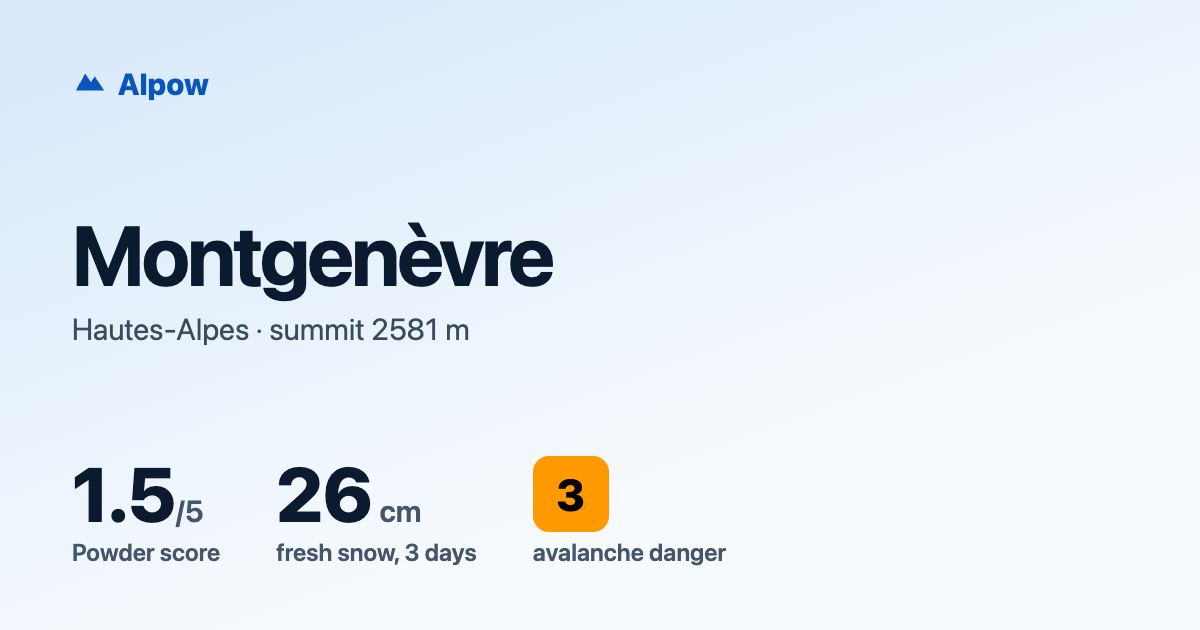 Alpow
Montgenèvre
Hautes-Alpes · summit 2581 m
1.5/5
Powder score
26 cm
fresh snow, 3 days
3
avalanche danger